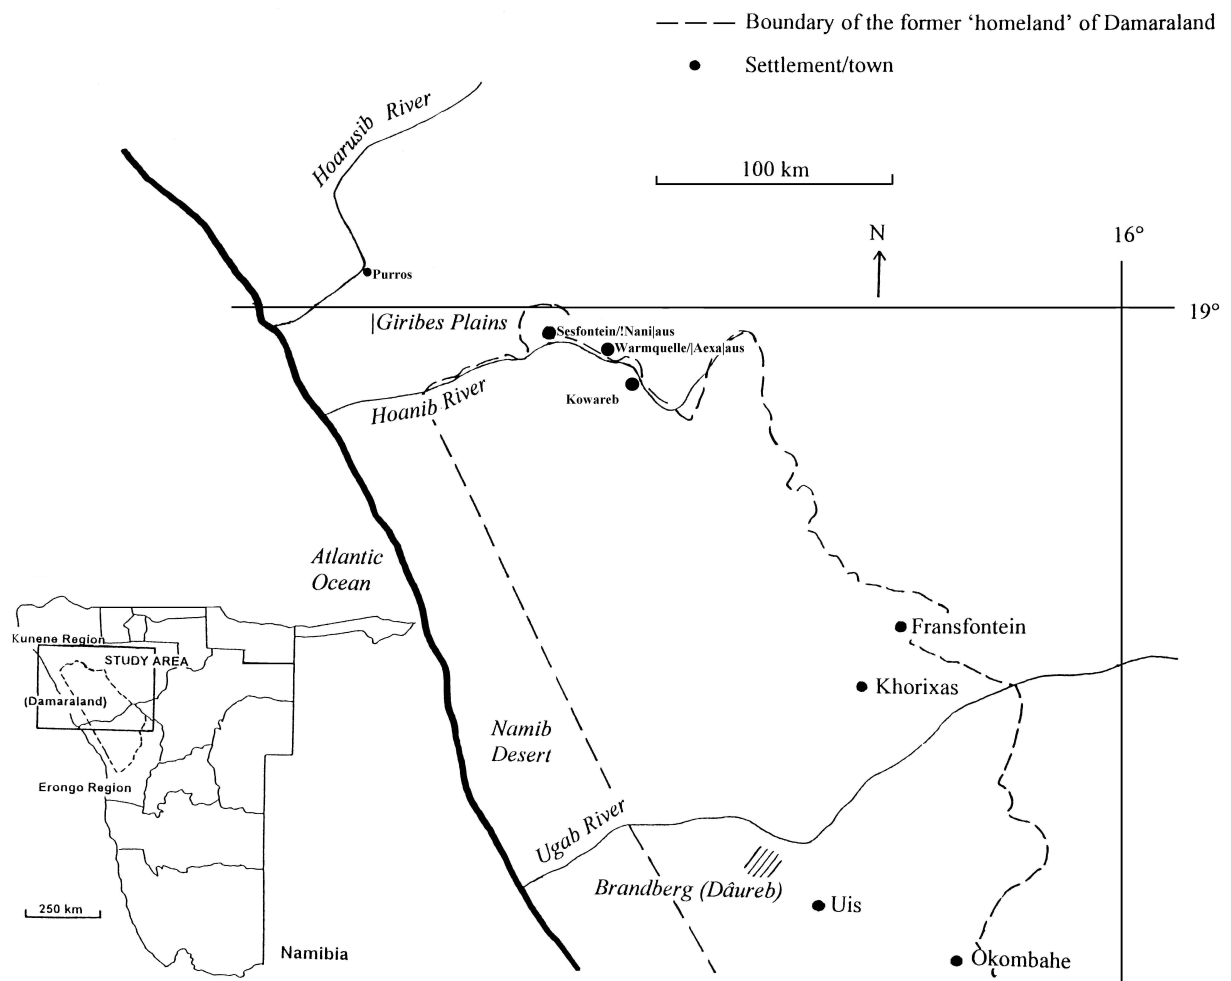 Boundary of the former ‘homeland’ of Damaraland
Settlement/town
Hoarusib River
100 km
N
16°
Purros
19°
|Giribes Plains
Sesfontein/!Nani|aus
Warmquelle/|Aexa|aus
Hoanib River
Kowareb
Atlantic
Ocean
Fransfontein
Khorixas
Namib
Desert
Ugab River
Brandberg (Dâureb)
Uis
Okombahe
Kunene Region
STUDY AREA
(Damaraland)
Erongo Region
250 km
Namibia